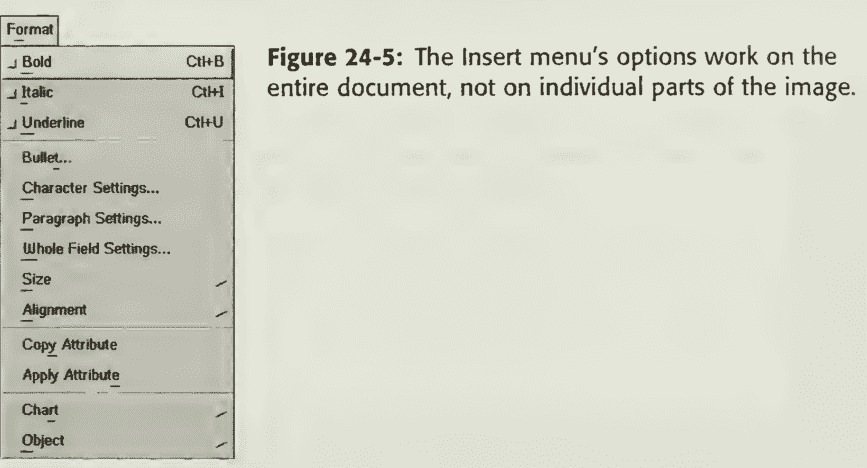 Format
Bold Ctl+B
Italic Ctl+I
Underline Ctl+U
Bullet...
Character Settings...
Paragraph Settings...
Whole Field Settings...
Size
Alignment
Copy Attribute
Apply Attribute
Chart
Object
Figure 24-5: The Insert menu's options work on the
entire document, not on individual parts of the image.